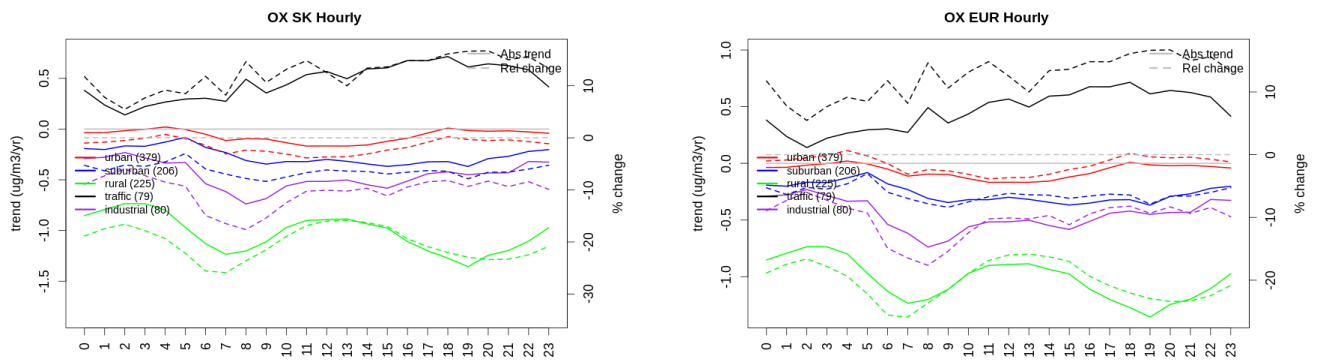 OX SK Hourly
trend (ug/m3/yr)
0.5
0.0
-0.5
-1.0
-1.5
Abs trend
Rel change
urban (379)
suburban (206)
rural (225)
traffic (79)
industrial (80)
10
0
-10
-20
-30
% change
0 1 2 3 4 5 6 7 8 9 10 11 12 13 14 15 16 17 18 19 20 21 22 23
OX EUR Hourly
trend (ug/m3/yr)
1.0
0.5
0.0
-0.5
-1.0
Abs trend
Rel change
urban (379)
suburban (206)
rural (225)
traffic (79)
industrial (80)
10
0
-10
-20
% change
0 1 2 3 4 5 6 7 8 9 10 11 12 13 14 15 16 17 18 19 20 21 22 23